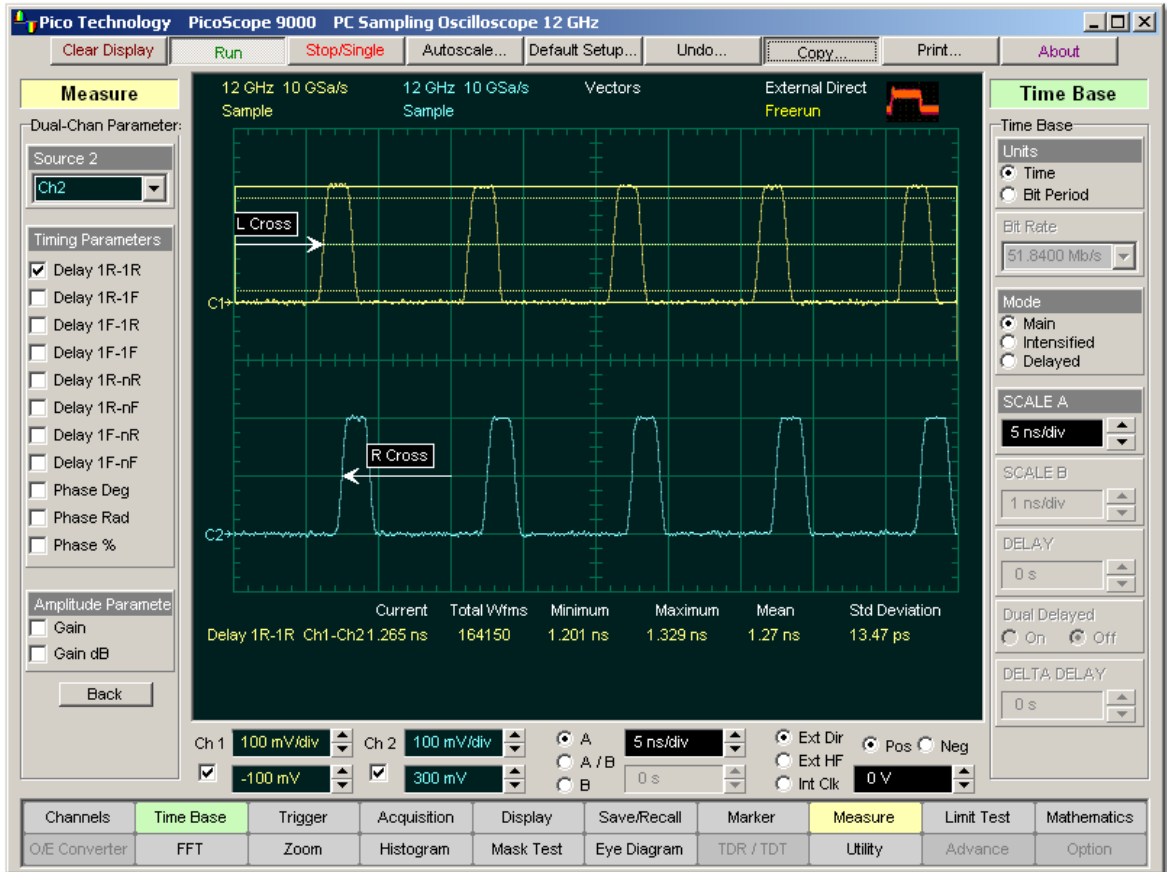 Pico Technology PicoScope 9000 PC Sampling Oscilloscope 12 GHz
Clear Display Run Stop/Single Autoscale... Default Setup... Undo... Copy... Print... About
Measure
Dual-Chan Parameter:
Source 2
Ch2
Timing Parameters
Delay 1R-1R
Delay 1R-1F
Delay 1F-1R
Delay 1F-1F
Delay 1R-nR
Delay 1R-nF
Delay 1F-nR
Delay 1F-nF
Phase Deg
Phase Rad
Phase %
Amplitude Paramete
Gain
Gain dB
Back
12 GHz 10 GSa/s 12 GHz 10 GSa/s Vectors External Direct
Sample Sample Freerun
L Cross
C1
R Cross
C2
Current Total Wfms Minimum Maximum Mean Std Deviation
Delay 1R-1R Ch1-Ch2 1.265 ns 164150 1.201 ns 1.329 ns 1.27 ns 13.47 ps
Time Base
Time Base
Units
Time
Bit Period
Bit Rate
51.8400 Mb/s
Mode
Main
Intensified
Delayed
SCALE A
5 ns/div
SCALE B
1 ns/div
DELAY
0 s
Dual Delayed
On Off
DELTA DELAY
0 s
Ch 1 100 mV/div Ch 2 100 mV/div A 5 ns/div Ext Dir Pos Neg
A / B Ext HF
-100 mV 300 mV B 0 s Int Clk 0 V
Channels Time Base Trigger Acquisition Display Save/Recall Marker Measure Limit Test Mathematics
O/E Converter FFT Zoom Histogram Mask Test Eye Diagram TDR / TDT Utility Advance Option